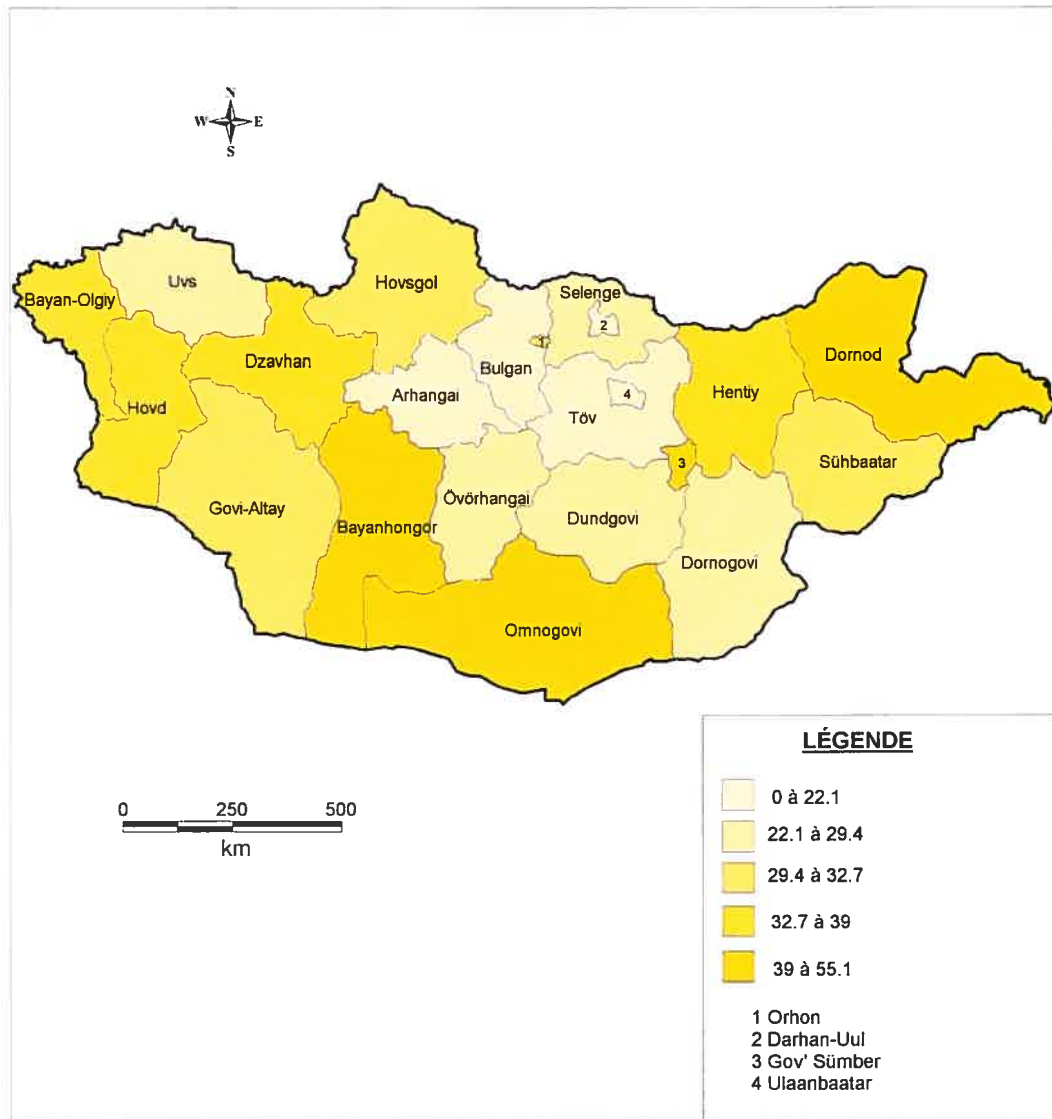 N
W E
S
Uvs
Bayan-Olgiy
Hovsgol
Selenge
2
Dornod
Dzavhan
1
Bulgan
Hovd
Arhangai
4
Hentiy
Töv
3
Sühbaatar
Övörhangai
Govi-Altay
Dundgovi
Bayanhongor
Dornogovi
Omnogovi
LÉGENDE
0 à 22.1
22.1 à 29.4
29.4 à 32.7
32.7 à 39
39 à 55.1
1 Orhon
2 Darhan-Uul
3 Gov' Sümber
4 Ulaanbaatar
0 250 500
km